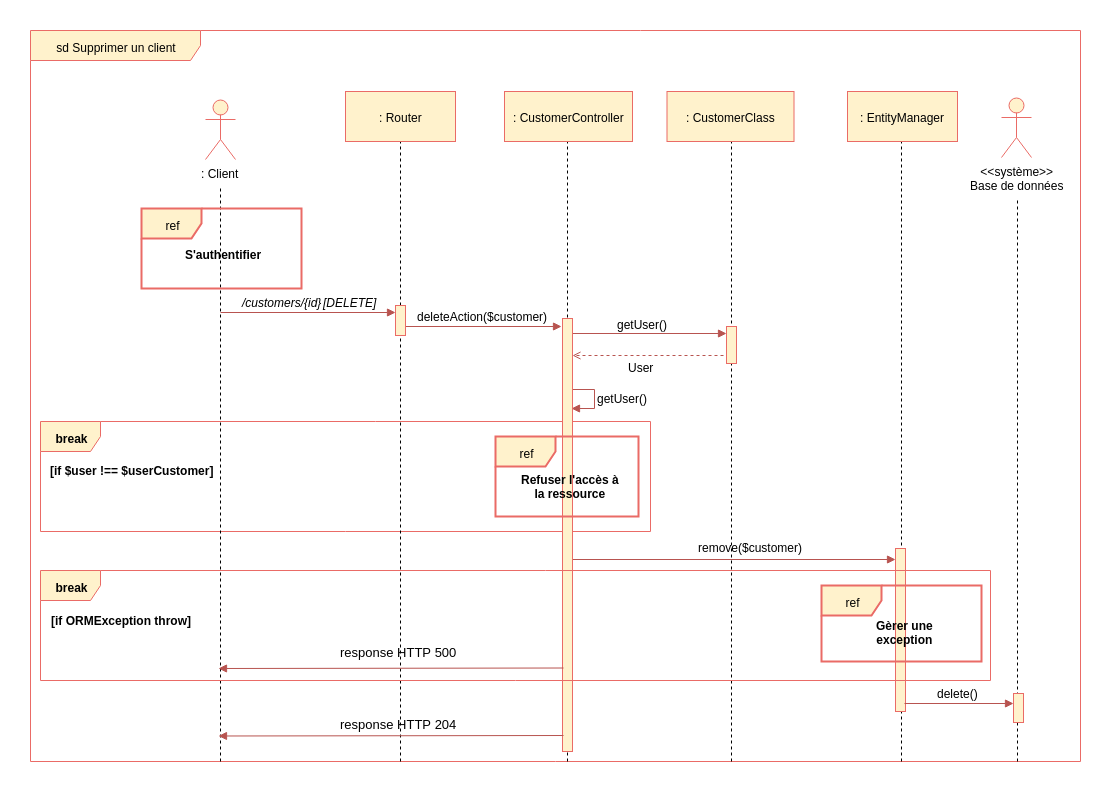 sd Supprimer un client
: Client
: Router
: CustomerController
: CustomerClass
: EntityManager
<<système>>
Base de données
ref
S'authentifier
/customers/{id} [DELETE]
deleteAction($customer)
getUser()
User
getUser()
break
[if $user !== $userCustomer]
ref
Refuser l'accès à
la ressource
remove($customer)
break
[if ORMException throw]
ref
Gèrer une
exception
response HTTP 500
delete()
response HTTP 204